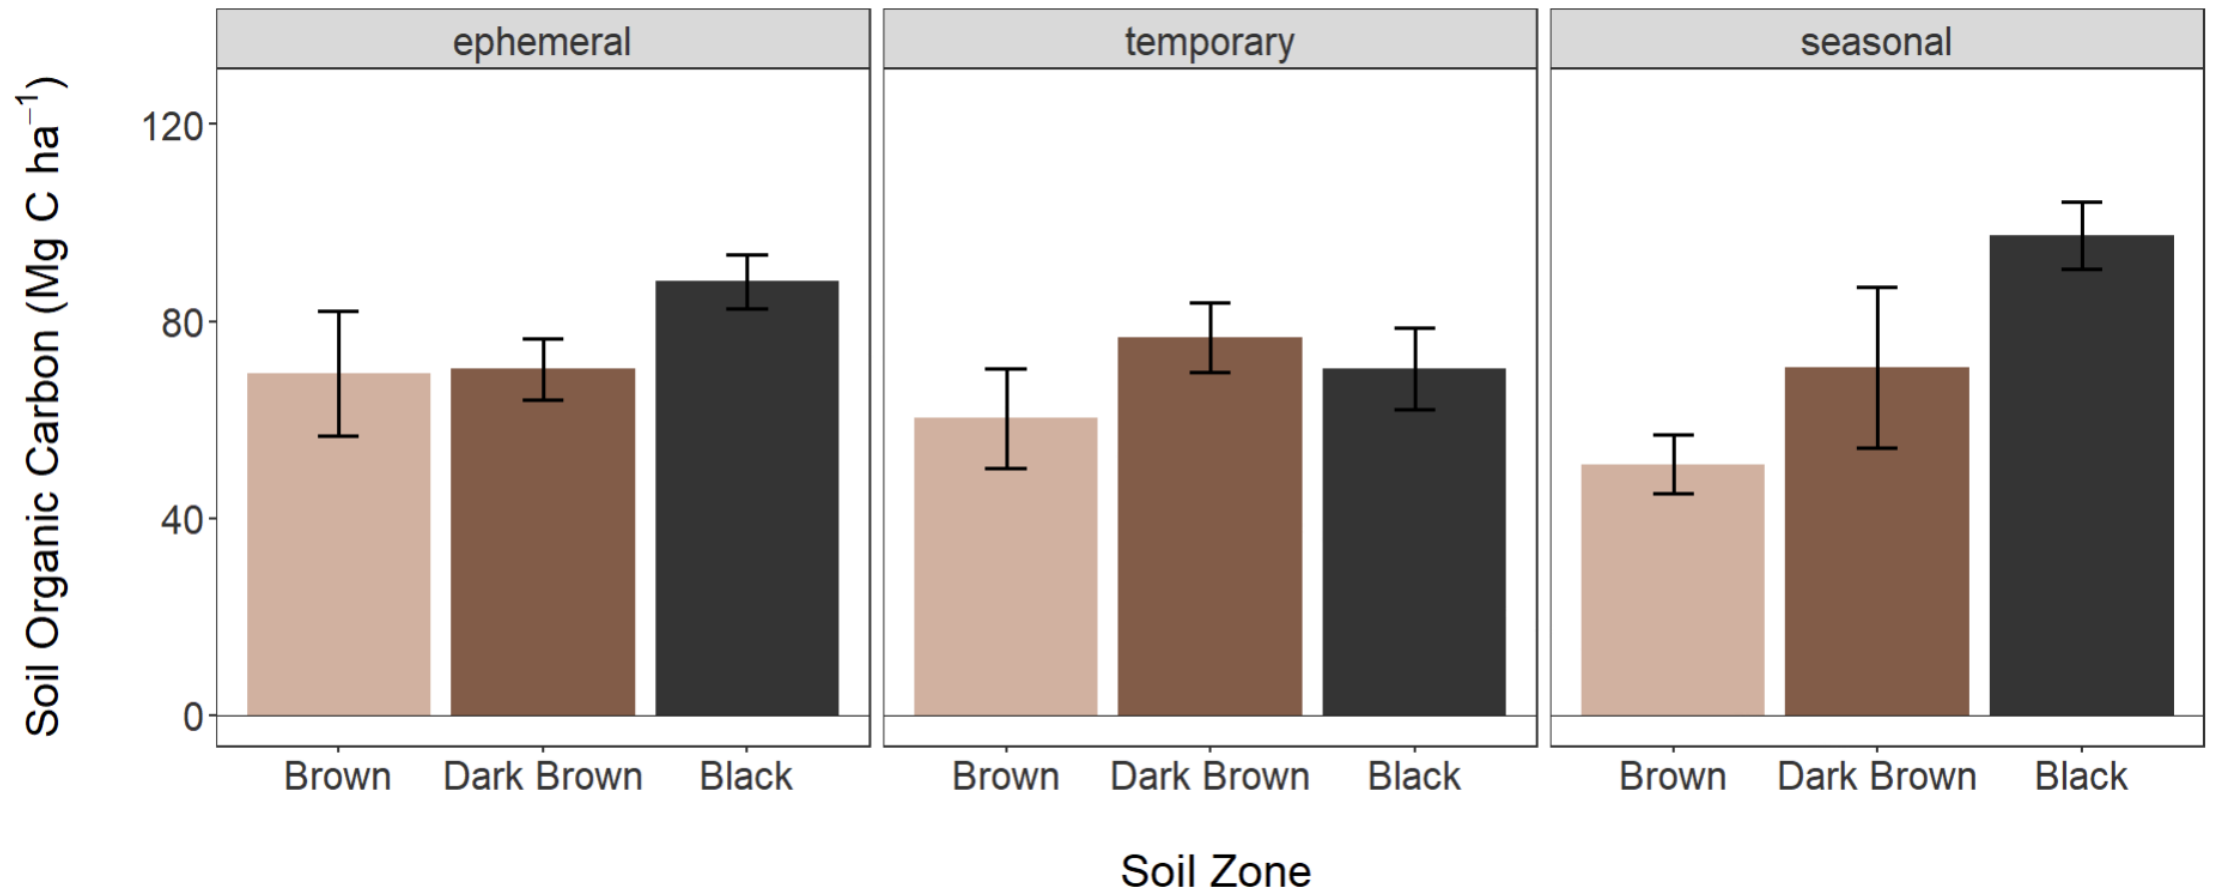 ephemeral temporary seasonal
Soil Organic Carbon (Mg C ha⁻¹)
120
80
40
0
Brown Dark Brown Black Brown Dark Brown Black Brown Dark Brown Black
Soil Zone